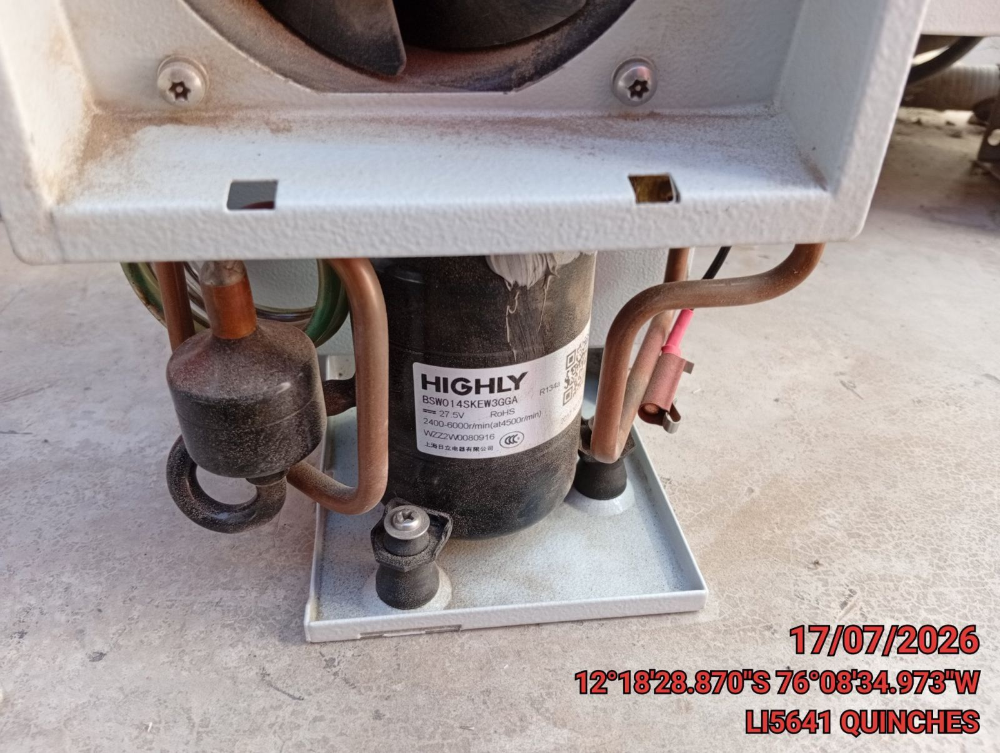 HIGHLY
BSW014SKEW3GGA
R134a
27.5V RoHS
2400-6000r/min(at4500r/min)
WZZ2W0080916
上海日立电器有限公司
17/07/2026
12°18'28.870"S 76°08'34.973"W
LI5641 QUINCHES